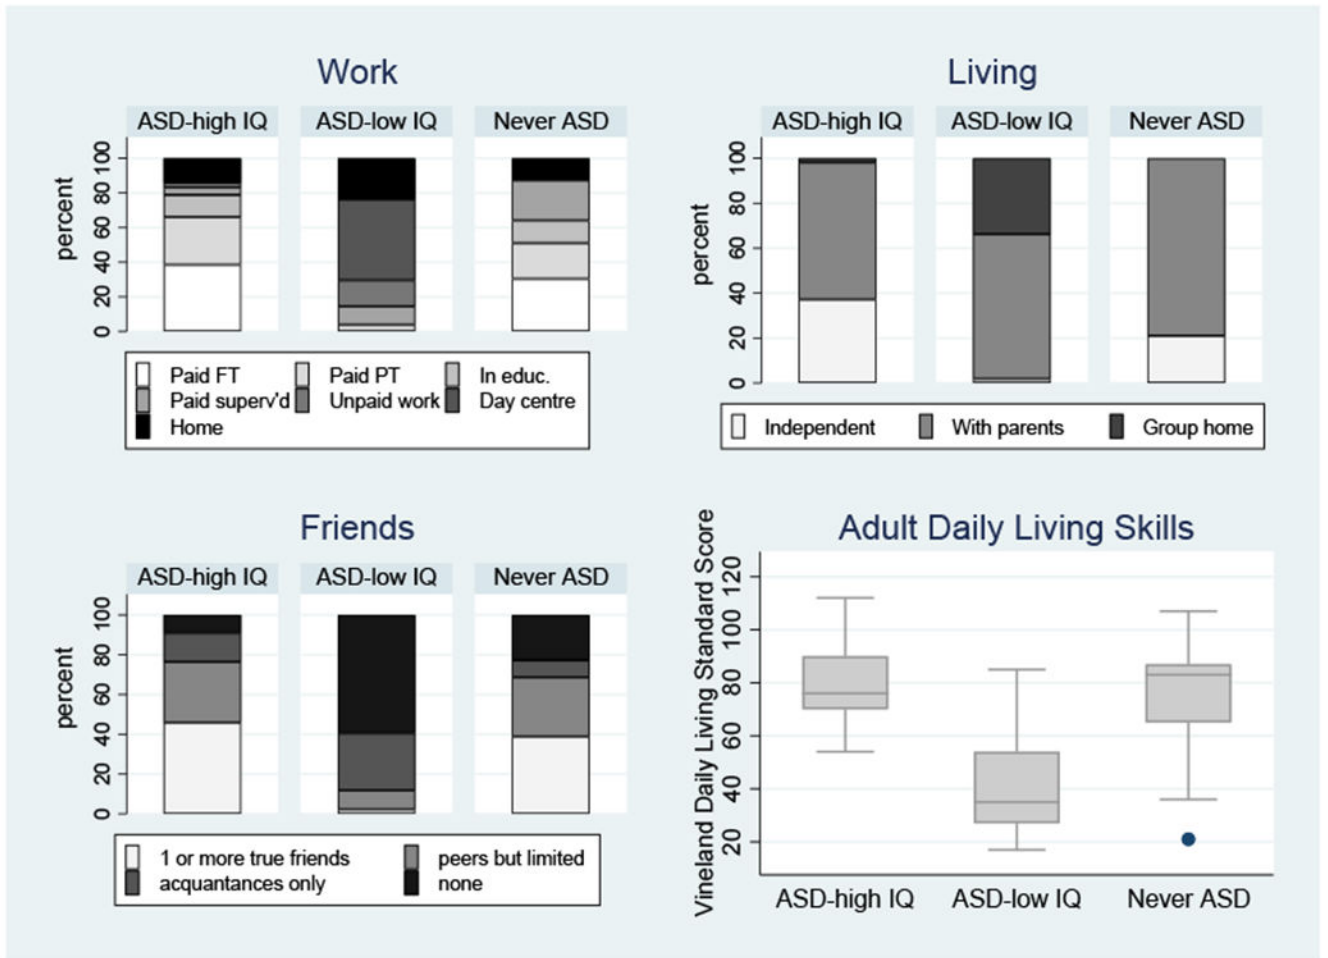 Work
ASD-high IQ ASD-low IQ Never ASD
percent
100
80
60
40
20
0
Paid FT Paid PT In educ.
Paid superv'd Unpaid work Day centre
Home
Living
ASD-high IQ ASD-low IQ Never ASD
percent
100
80
60
40
20
0
Independent With parents Group home
Friends
ASD-high IQ ASD-low IQ Never ASD
percent
100
80
60
40
20
0
1 or more true friends peers but limited
acquantances only none
Adult Daily Living Skills
Vineland Daily Living Standard Score
120
100
80
60
40
20
ASD-high IQ ASD-low IQ Never ASD